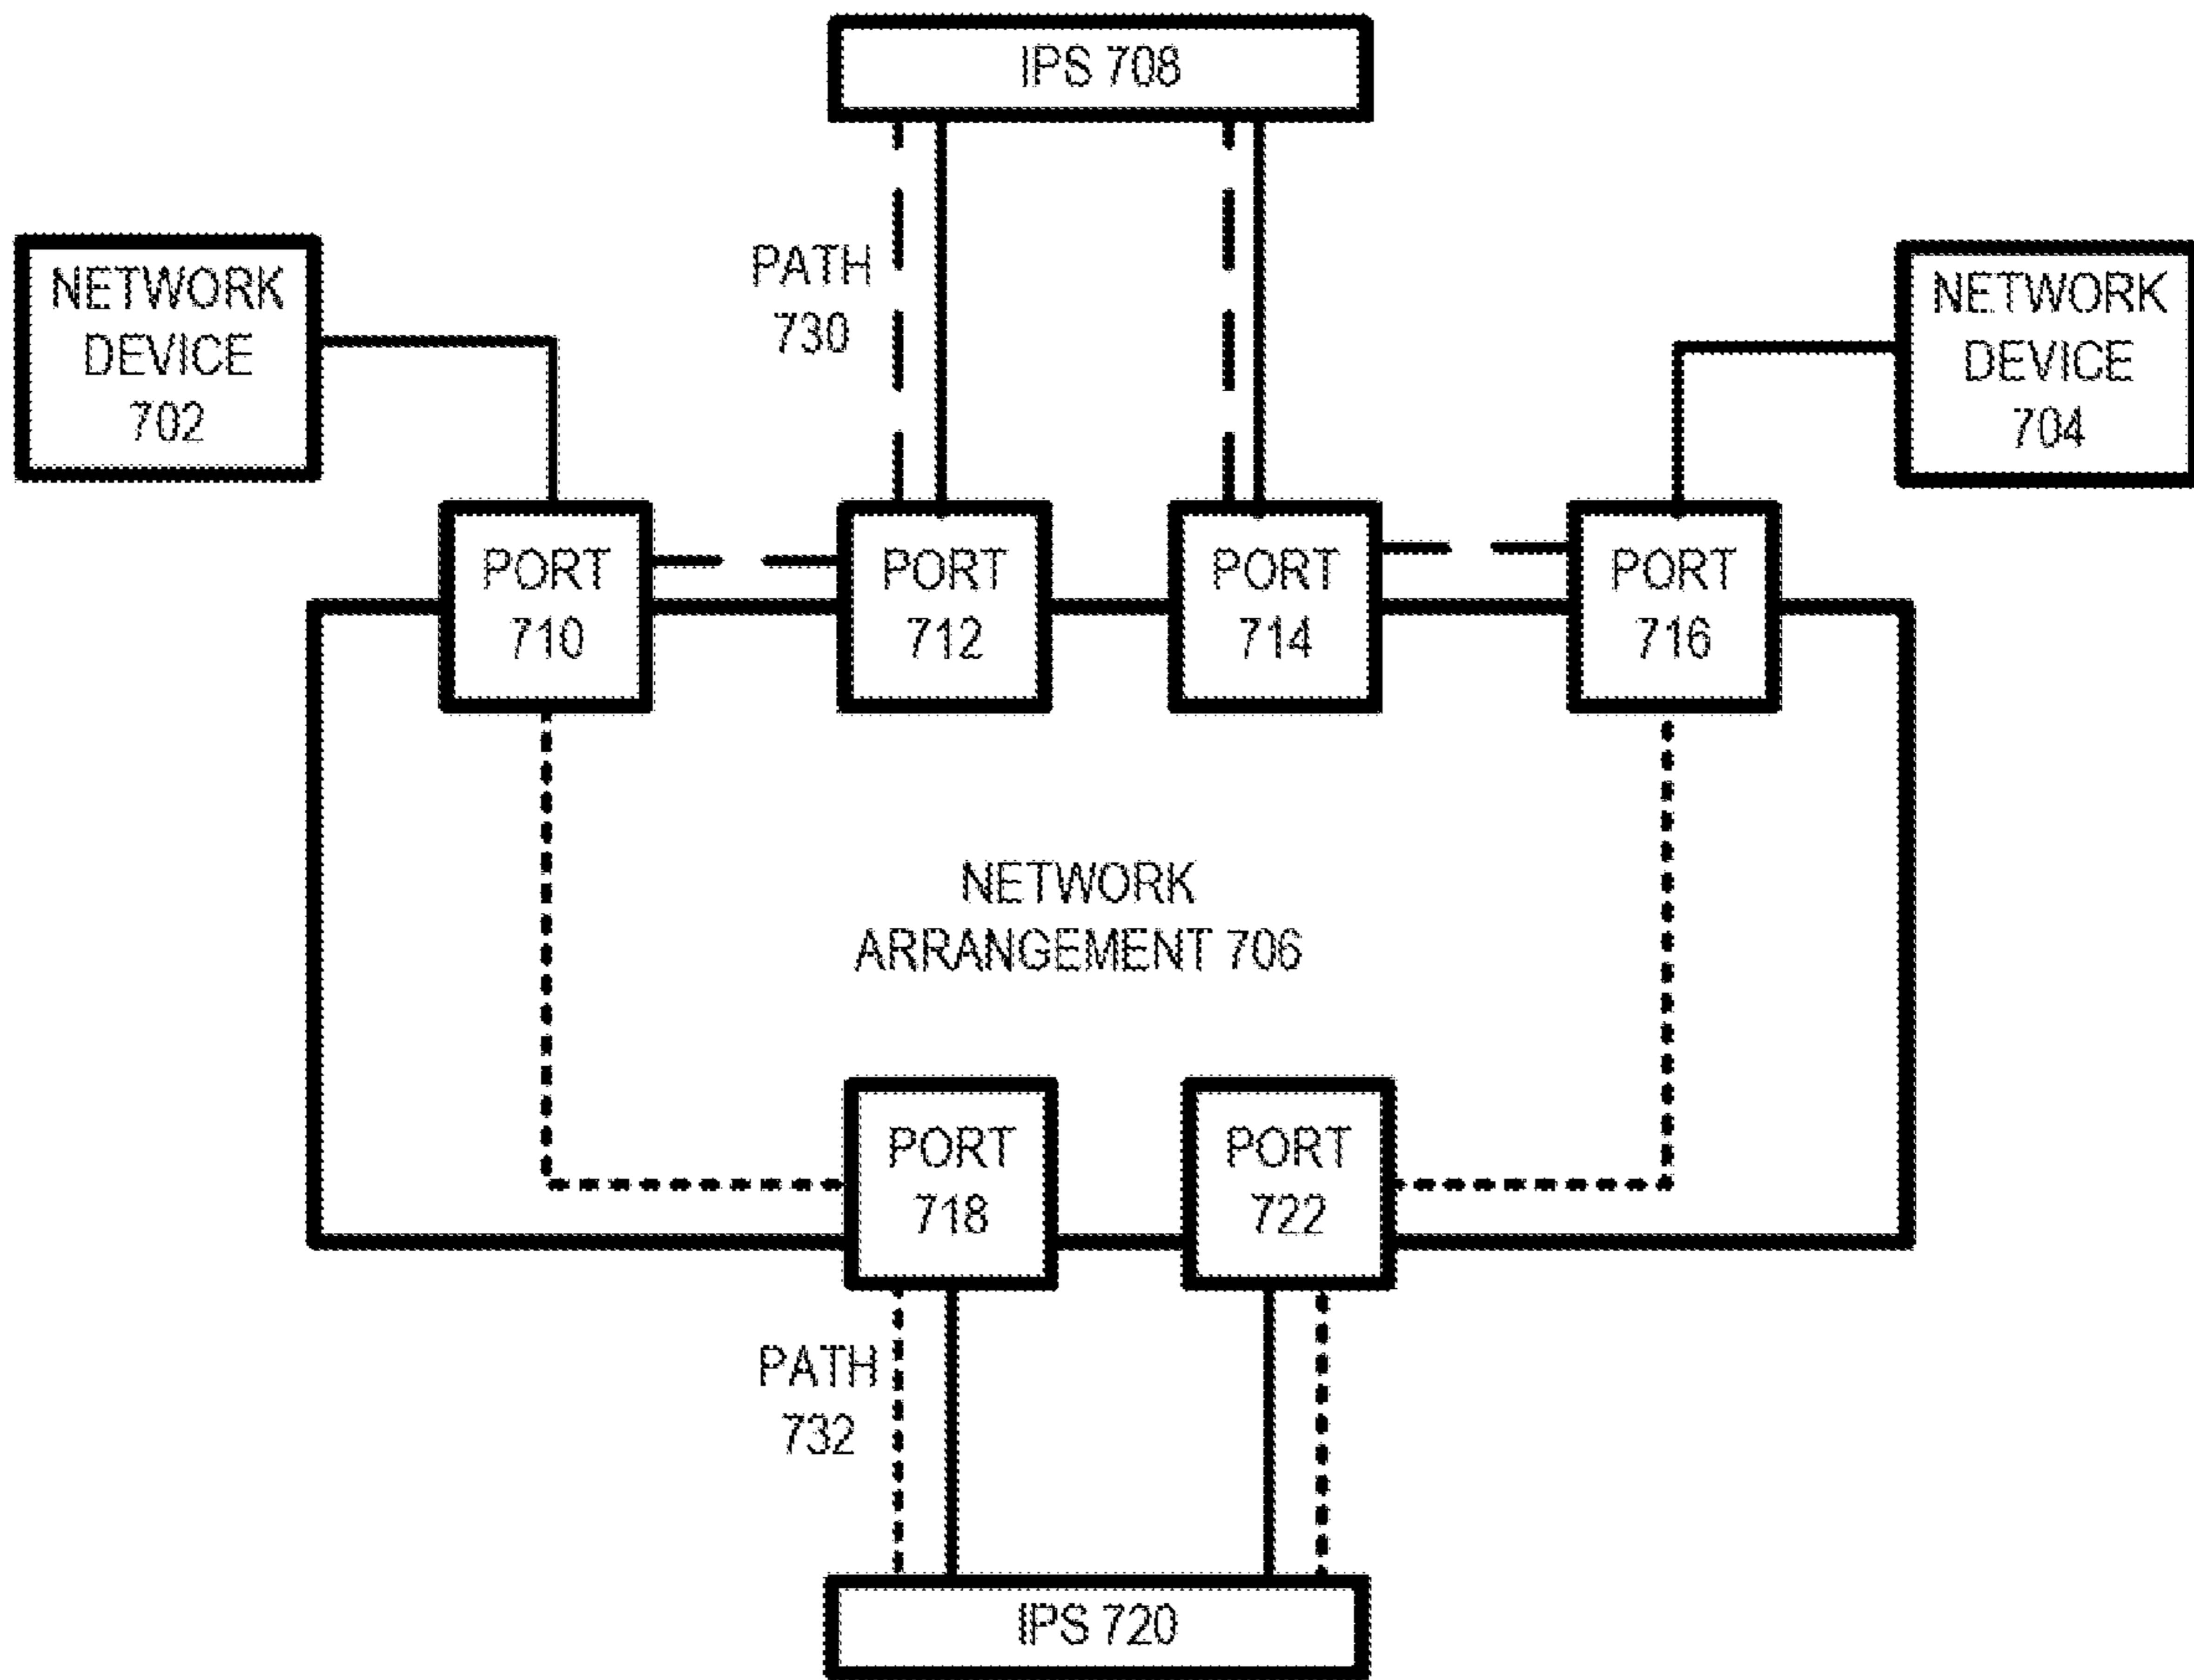 IPS 708
PATH
730
NETWORK
DEVICE
702
NETWORK
DEVICE
704
PORT
710
PORT
712
PORT
714
PORT
716
NETWORK
ARRANGEMENT 706
PORT
718
PORT
722
PATH
732
IPS 720